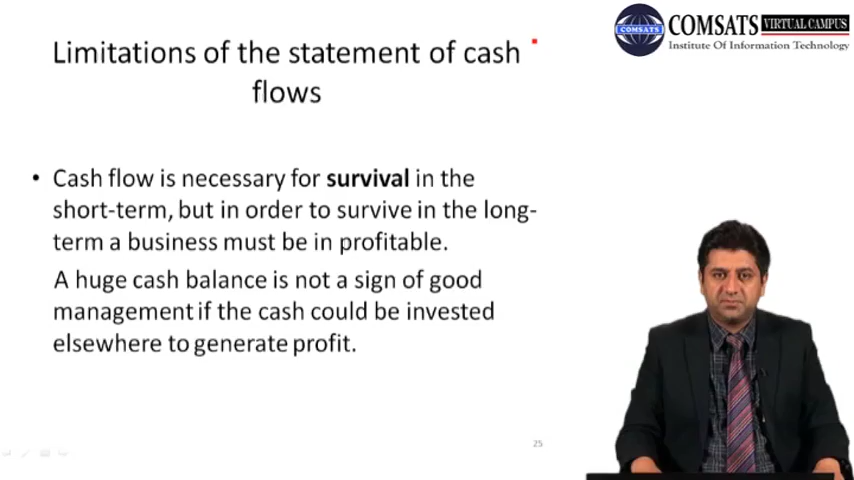 Limitations of the statement of cash
flows
• Cash flow is necessary for survival in the
short-term, but in order to survive in the long-
term a business must be in profitable.
A huge cash balance is not a sign of good
management if the cash could be invested
elsewhere to generate profit.
25
COMSATS
COMSATS VIRTUAL CAMPUS
Institute Of Information Technology